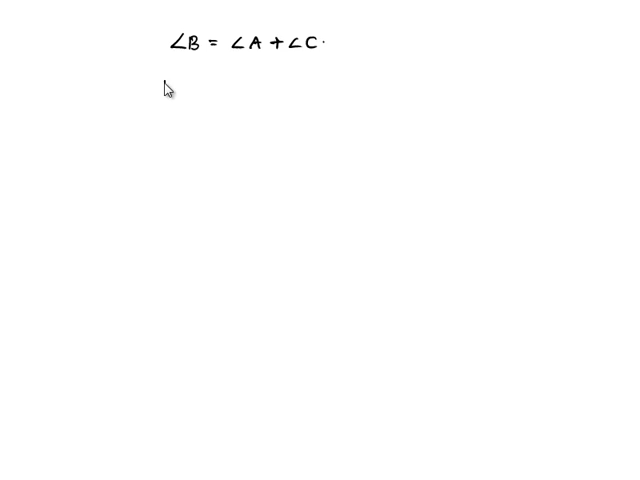 ∠B = ∠A + ∠C.